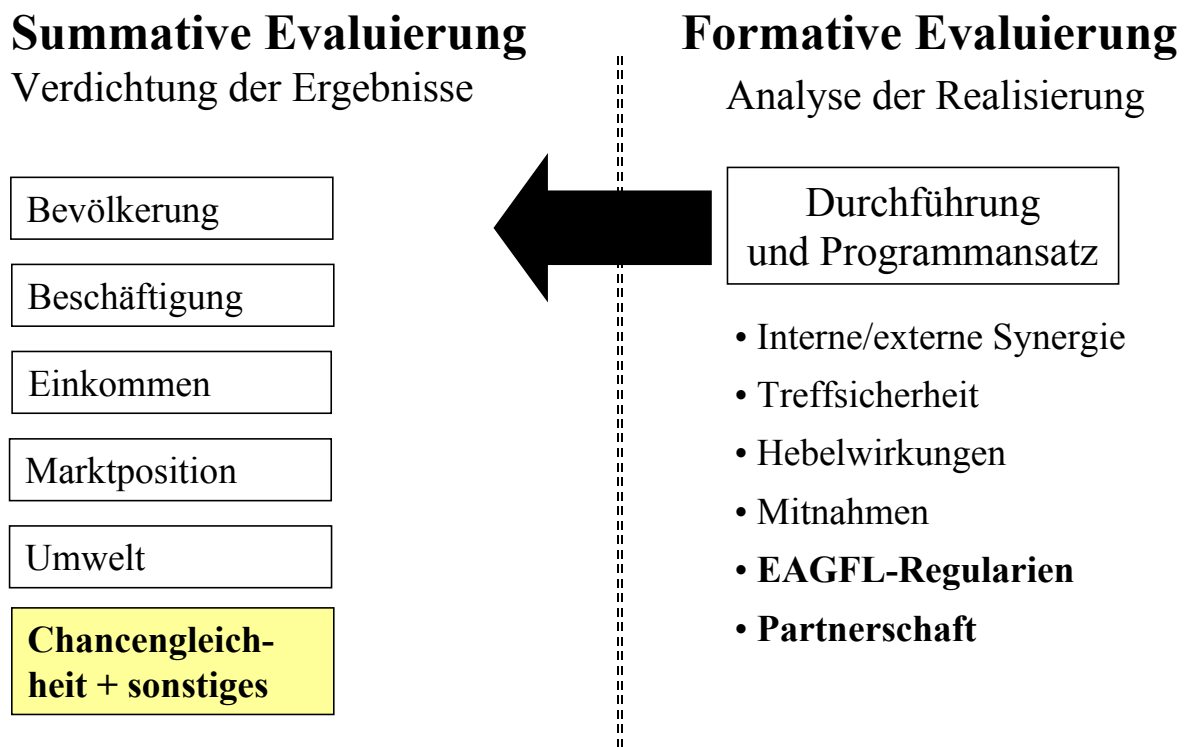 Summative Evaluierung
Verdichtung der Ergebnisse
Bevölkerung
Beschäftigung
Einkommen
Marktposition
Umwelt
Chancengleich-
heit + sonstiges
Formative Evaluierung
Analyse der Realisierung
Durchführung
und Programmansatz
• Interne/externe Synergie
• Treffsicherheit
• Hebelwirkungen
• Mitnahmen
• EAGFL-Regularien
• Partnerschaft